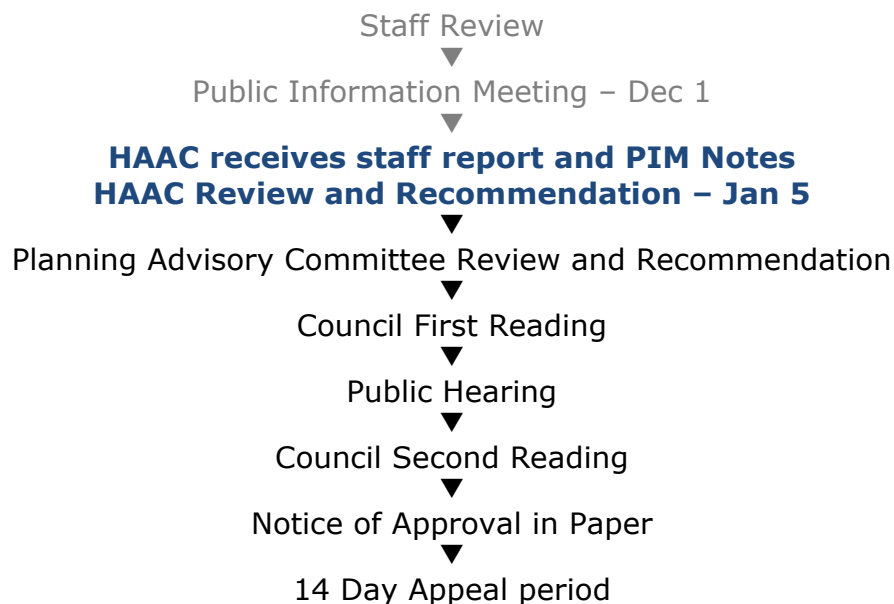 Staff Review
Public Information Meeting – Dec 1
HAAC receives staff report and PIM Notes
HAAC Review and Recommendation – Jan 5
Planning Advisory Committee Review and Recommendation
Council First Reading
Public Hearing
Council Second Reading
Notice of Approval in Paper
14 Day Appeal period